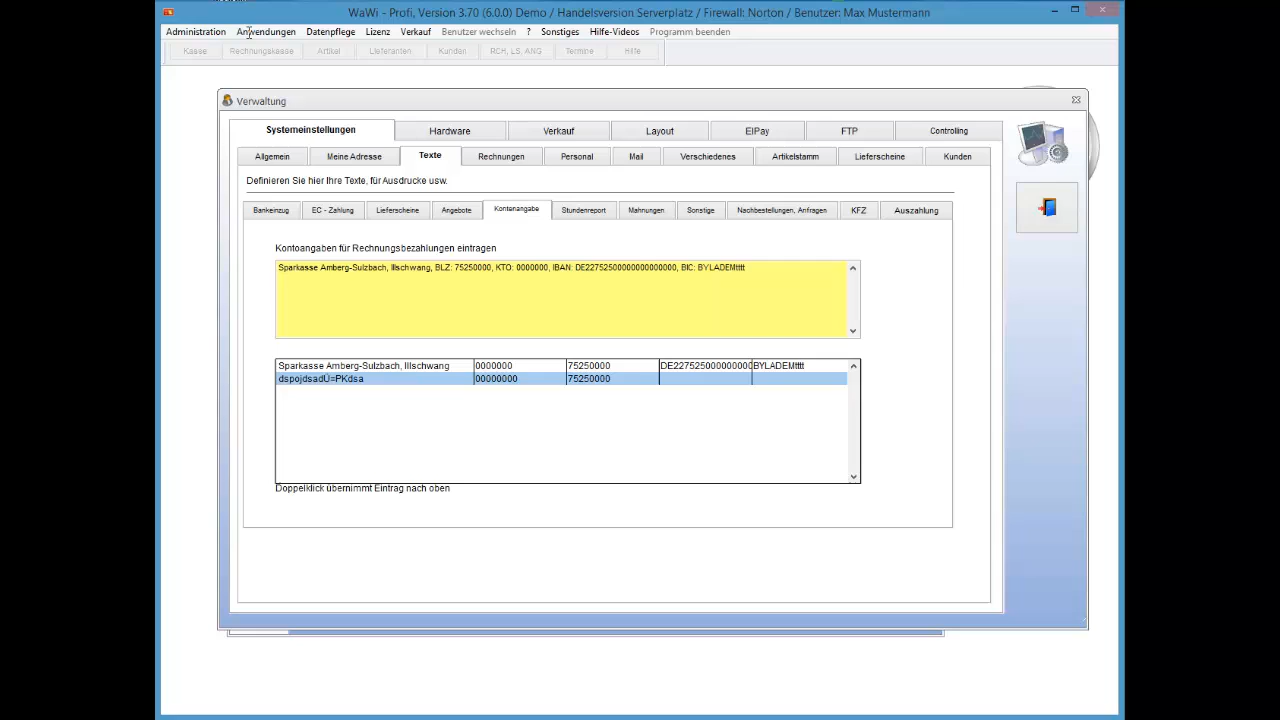 WaWi - Profi, Version 3.70 (6.0.0) Demo / Handelsversion Serverplatz / Firewall: Norton / Benutzer: Max Mustermann
Administration Anwendungen Datenpflege Lizenz Verkauf Benutzer wechseln ? Sonstiges Hilfe-Videos Programm beenden
Kasse Rechnungskasse Artikel Lieferanten Kunden RCH, LS, ANG Termine Hilfe
Verwaltung
Systemeinstellungen Hardware Verkauf Layout ElPay FTP Controlling
Allgemein Meine Adresse Texte Rechnungen Personal Mail Verschiedenes Artikelstamm Lieferscheine Kunden
Definieren Sie hier Ihre Texte, für Ausdrucke usw.
Bankeinzug EC - Zahlung Lieferscheine Angebote Kontenangabe Stundenreport Mahnungen Sonstige Nachbestellungen, Anfragen KFZ Auszahlung
Kontoangaben für Rechnungsbezahlungen eintragen
Sparkasse Amberg-Sulzbach, Illschwang, BLZ: 75250000, KTO: 0000000, IBAN: DE22752500000000000000, BIC: BYLADEMtttt
Sparkasse Amberg-Sulzbach, Illschwang 0000000 75250000 DE227525000000000 BYLADEMtttt
dspojdsadÜ=PKdsa 00000000 75250000
Doppelklick übernimmt Eintrag nach oben